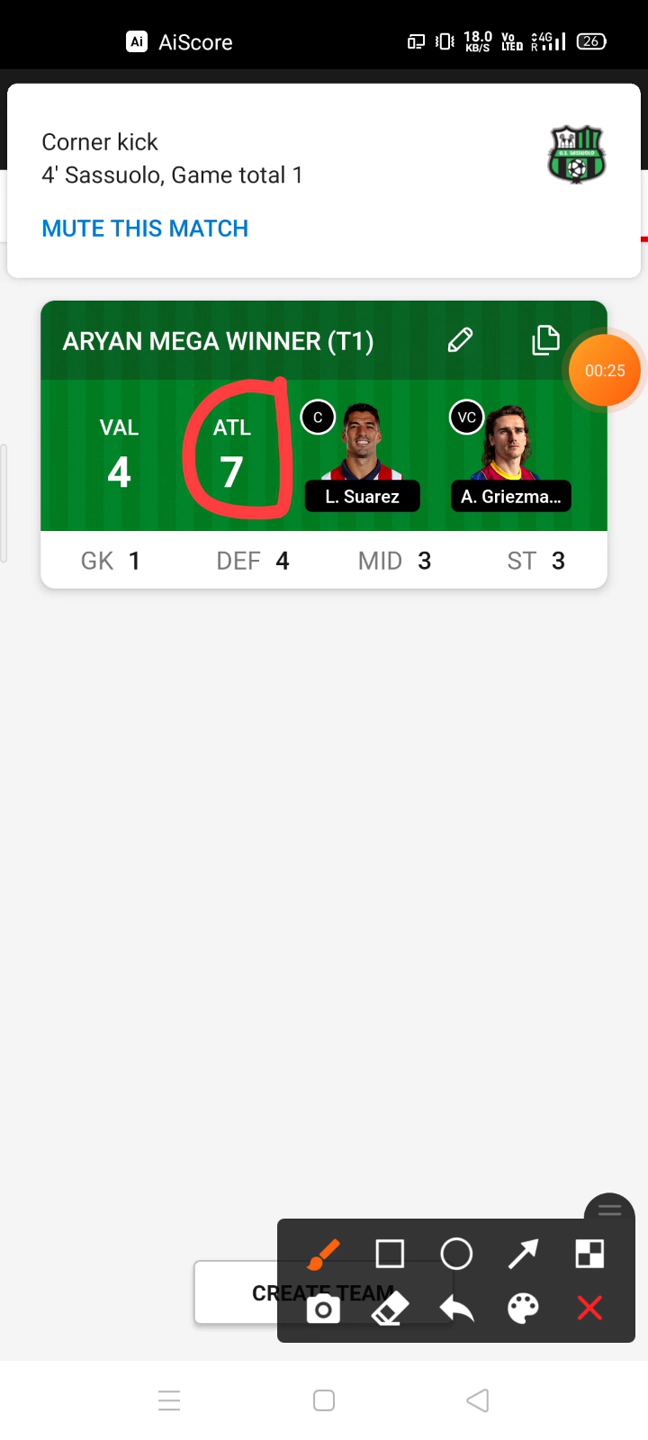 Ai AiScore
18.0 KB/S VoLTED 4G R 26
Corner kick
4' Sassuolo, Game total 1
MUTE THIS MATCH
ARYAN MEGA WINNER (T1)
00:25
VAL ATL C VC
4 7
L. Suarez A. Griezma...
GK 1 DEF 4 MID 3 ST 3
CREATE TEAM